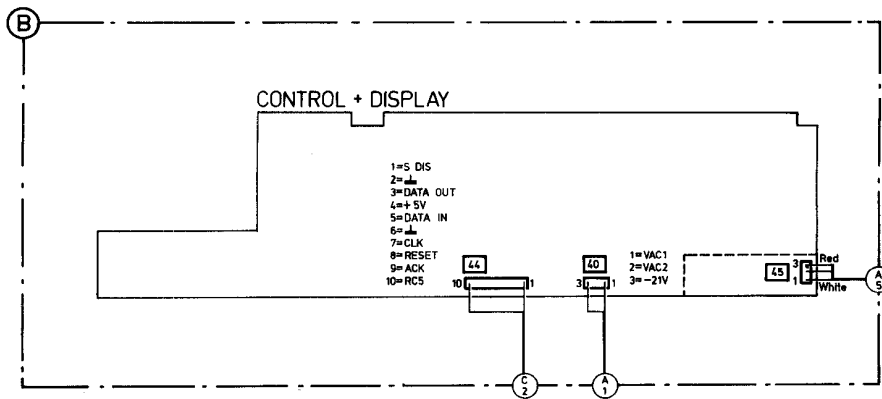 B
CONTROL + DISPLAY
1=S DIS
2=⊥
3=DATA OUT
4=+5V
5=DATA IN
6=⊥
7=CLK
8=RESET
9=ACK
10=RC5
44
10
1
40
3
1
1=VAC1
2=VAC2
3=-21V
45
3
1
Red
White
A
5
C
2
A
1